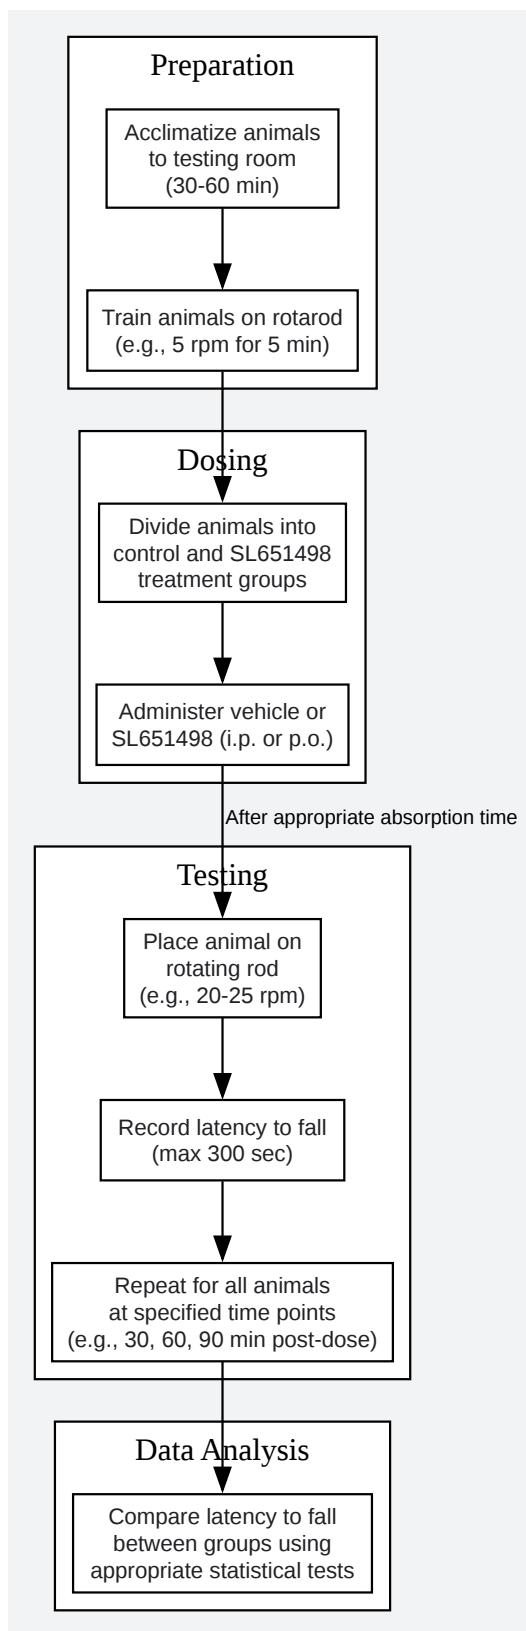 Preparation
Acclimatize animals
to testing room
(30-60 min)
Train animals on rotarod
(e.g., 5 rpm for 5 min)
Dosing
Divide animals into
control and SL651498
treatment groups
Administer vehicle or
SL651498 (i.p. or p.o.)
After appropriate absorption time
Testing
Place animal on
rotating rod
(e.g., 20-25 rpm)
Record latency to fall
(max 300 sec)
Repeat for all animals
at specified time points
(e.g., 30, 60, 90 min post-dose)
Data Analysis
Compare latency to fall
between groups using
appropriate statistical tests